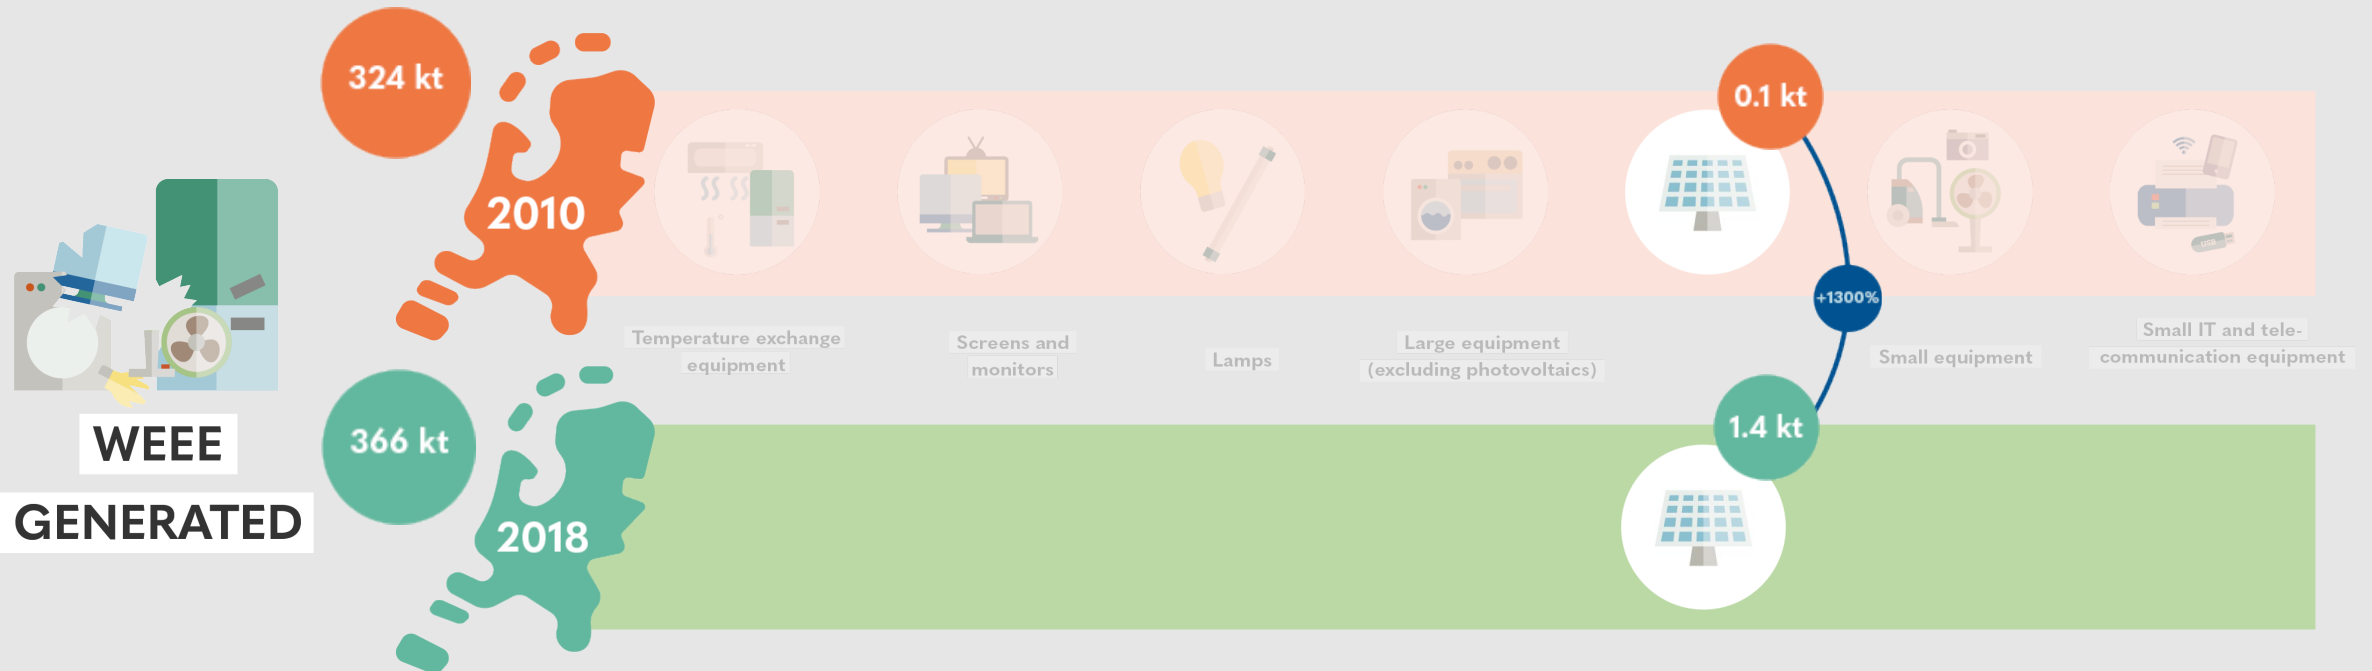 324 kt
0.1 kt
2010
USB
+1300%
Temperature exchange
equipment
Screens and
monitors
Lamps
Large equipment
(excluding photovoltaics)
Small equipment
Small IT and tele-
communication equipment
WEEE
GENERATED
366 kt
1.4 kt
2018